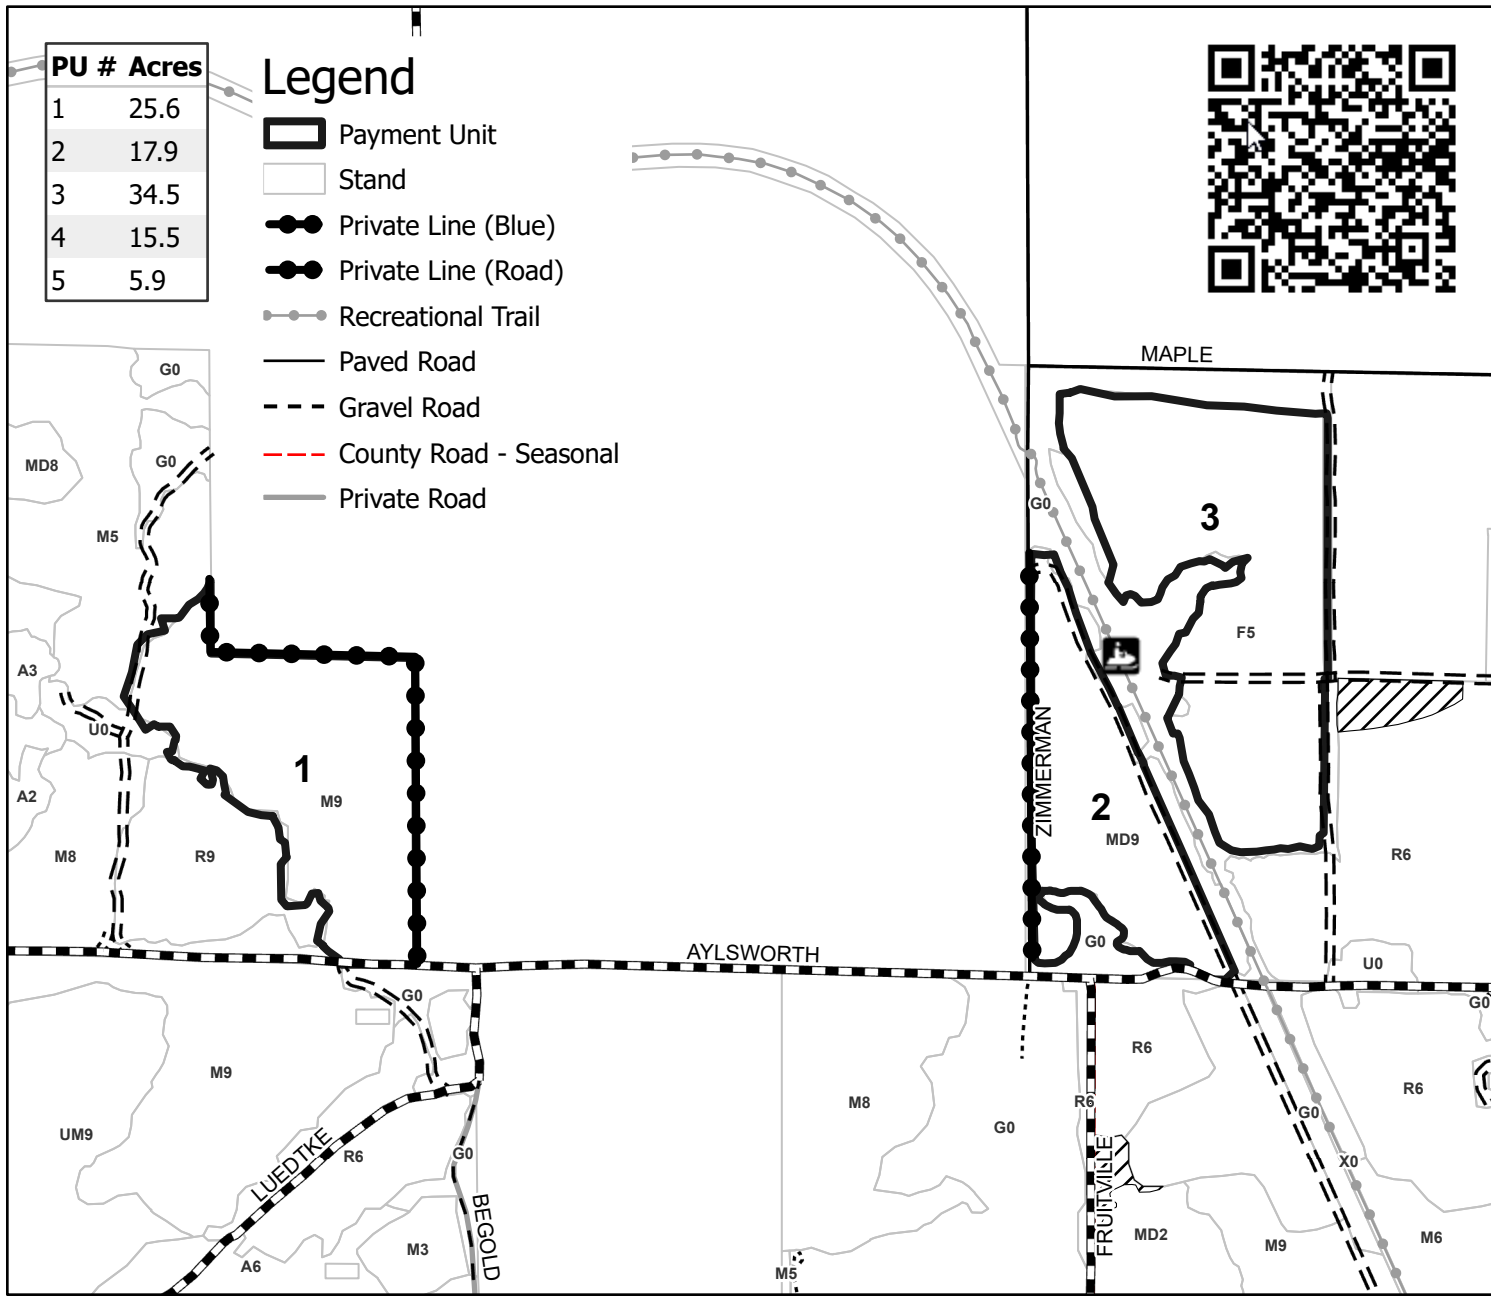 PU # Acres
1 25.6
2 17.9
3 34.5
4 15.5
5 5.9
Legend
Payment Unit
Stand
Private Line (Blue)
Private Line (Road)
Recreational Trail
Paved Road
Gravel Road
County Road - Seasonal
Private Road
MAPLE
G0
MD8
G0
M5
G0
3
F5
A3
U0
ZIMMERMAN
1
M9
A2
2
MD9
M8
R9
R6
G0
AYLSWORTH
U0
G0
G0
R6
M9
M8
R6
R6
G0
G0
UM9
LUEDTKE
R6
G0
FRUITVILLE
X0
BEGOLD
M3
MD2
M9
M6
A6
M5